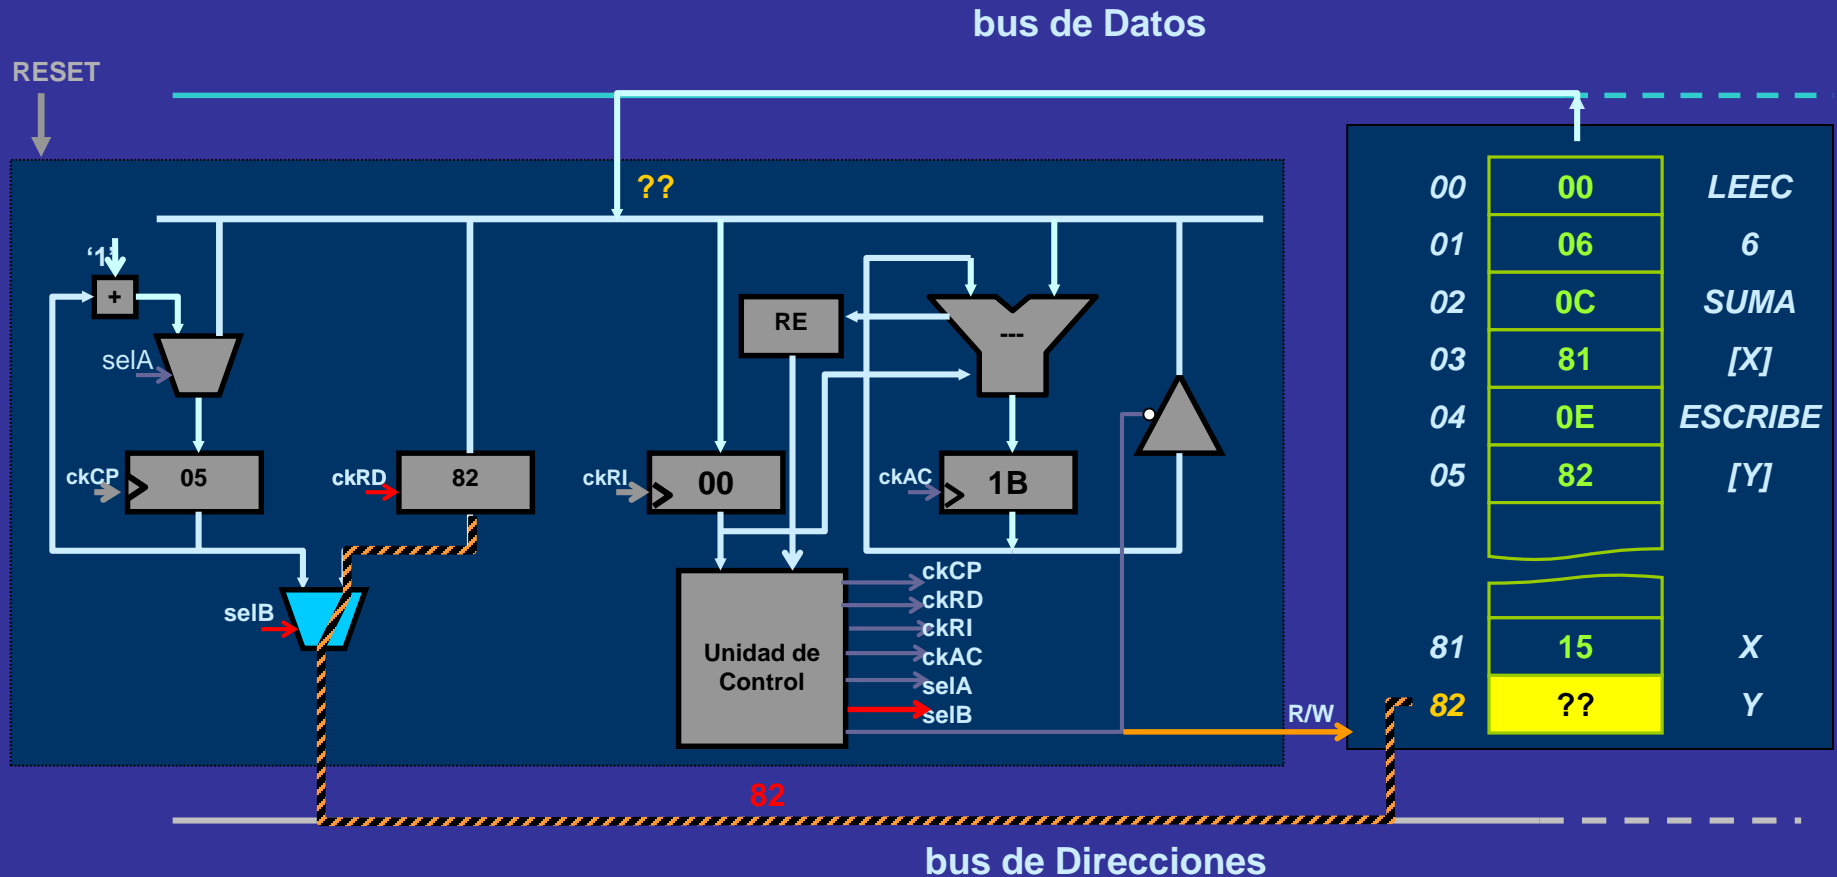 bus de Datos
RESET
??
‘1’
+
selA
ckCP
05
ckRD
82
ckRI
00
RE
---
ckAC
1B
selB
Unidad de
Control
ckCP
ckRD
ckRI
ckAC
selA
selB
R/W
00 00 LEEC
01 06 6
02 0C SUMA
03 81 [X]
04 0E ESCRIBE
05 82 [Y]
81 15 X
82 ?? Y
82
bus de Direcciones